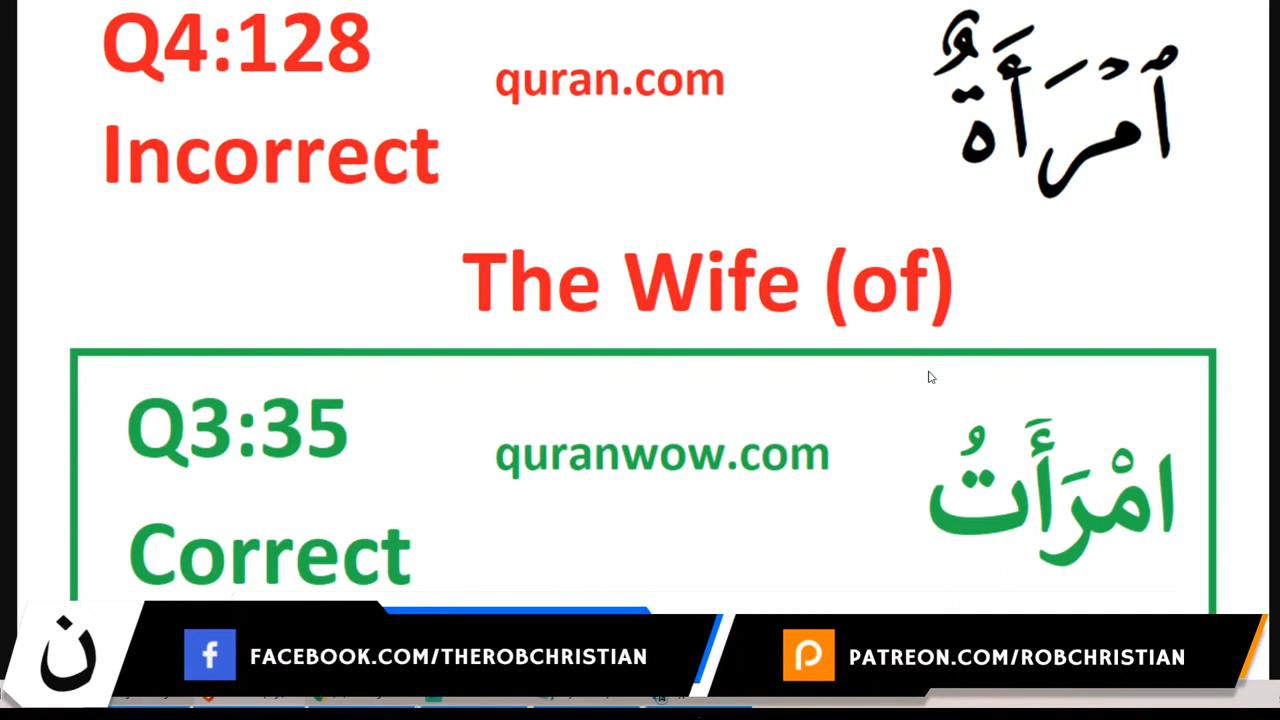 Q4:128
quran.com
ٱمْرَأَةٌ
Incorrect
The Wife (of)
Q3:35
quranwow.com
امْرَأَتُ
Correct
ن
f
FACEBOOK.COM/THEROBCHRISTIAN
PATREON.COM/ROBCHRISTIAN